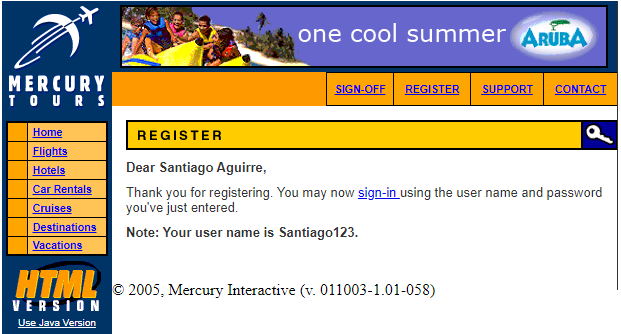 one cool summer ARUBA
MERCURY
TOURS
SIGN-OFF REGISTER SUPPORT CONTACT
Home
Flights
Hotels
Car Rentals
Cruises
Destinations
Vacations
HTML
VERSION
Use Java Version
REGISTER
Dear Santiago Aguirre,
Thank you for registering. You may now sign-in using the user name and password
you've just entered.
Note: Your user name is Santiago123.
© 2005, Mercury Interactive (v. 011003-1.01-058)